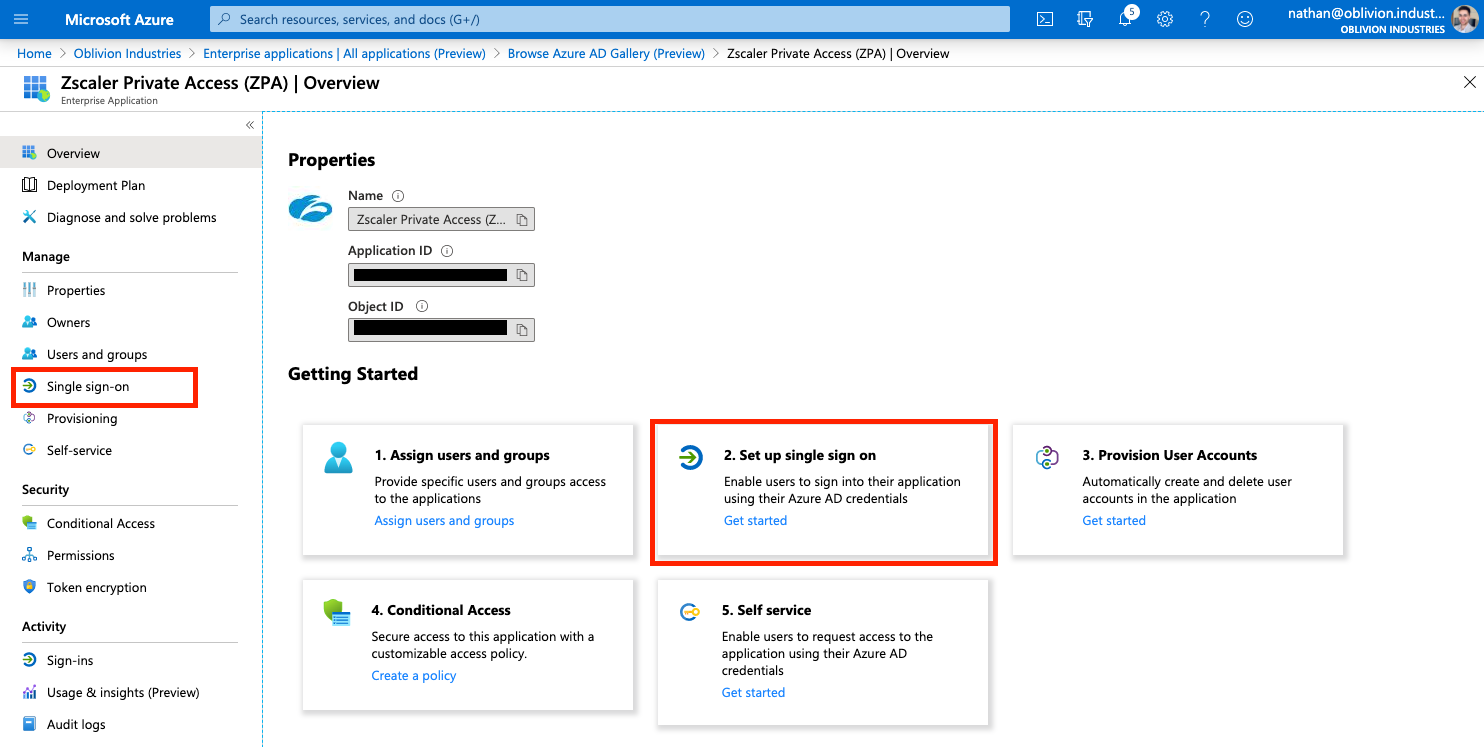 Microsoft Azure
Search resources, services, and docs (G+/)
5
nathan@oblivion.indust...
OBLIVION INDUSTRIES
Home > Oblivion Industries > Enterprise applications | All applications (Preview) > Browse Azure AD Gallery (Preview) > Zscaler Private Access (ZPA) | Overview
Zscaler Private Access (ZPA) | Overview
Enterprise Application
Overview
Deployment Plan
Diagnose and solve problems
Manage
Properties
Owners
Users and groups
Single sign-on
Provisioning
Self-service
Security
Conditional Access
Permissions
Token encryption
Activity
Sign-ins
Usage & insights (Preview)
Audit logs
Properties
Name
Zscaler Private Access (Z...
Application ID
Object ID
Getting Started
1. Assign users and groups
Provide specific users and groups access
to the applications
Assign users and groups
2. Set up single sign on
Enable users to sign into their application
using their Azure AD credentials
Get started
3. Provision User Accounts
Automatically create and delete user
accounts in the application
Get started
4. Conditional Access
Secure access to this application with a
customizable access policy.
Create a policy
5. Self service
Enable users to request access to the
application using their Azure AD
credentials
Get started